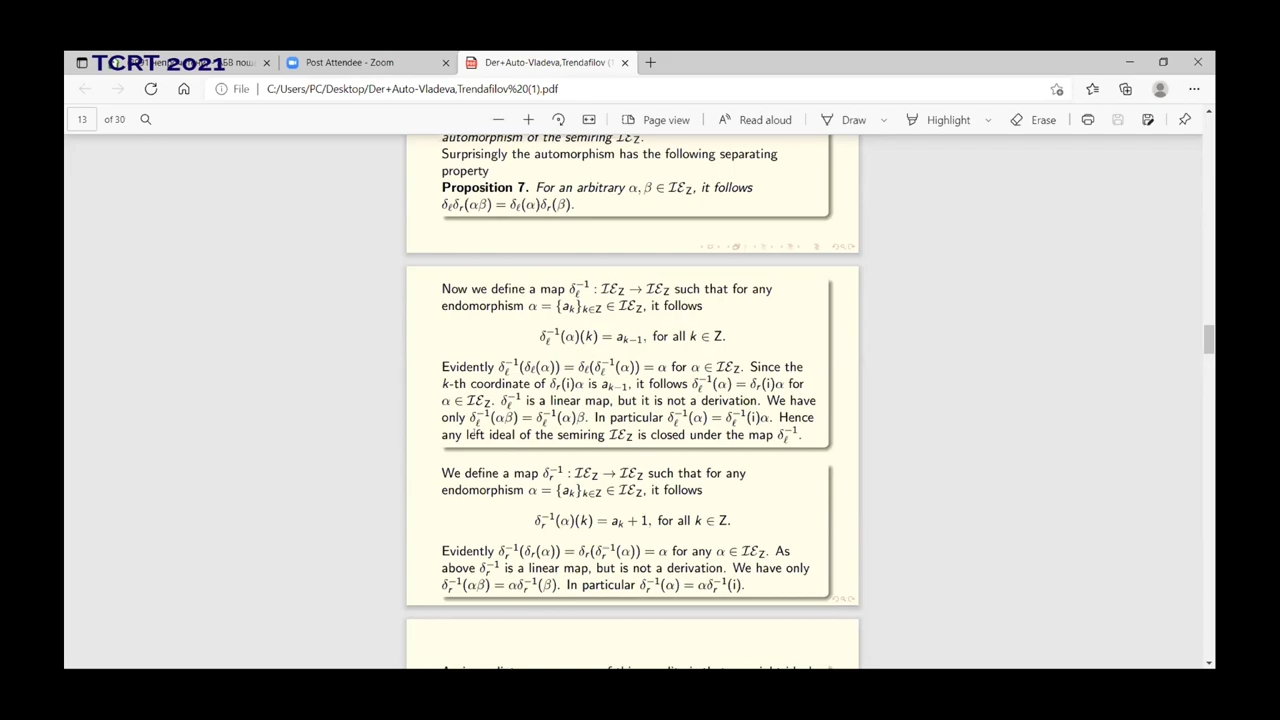 TCRT 2021
Post Attendee - Zoom
Der+Auto-Vladeva,Trendafilov (1
File
C:/Users/PC/Desktop/Der+Auto-Vladeva,Trendafilov%20(1).pdf
13 of 30
Page view
Read aloud
Draw
Highlight
Erase
automorphism of the semiring ℐℰ_Z.
Surprisingly the automorphism has the following separating
property
Proposition 7. For an arbitrary α, β ∈ ℐℰ_Z, it follows
δ_ℓδ_r(αβ) = δ_ℓ(α)δ_r(β).
Now we define a map δ_ℓ^{-1} : ℐℰ_Z → ℐℰ_Z such that for any
endomorphism α = {a_k}_{k∈Z} ∈ ℐℰ_Z, it follows
δ_ℓ^{-1}(α)(k) = a_{k−1}, for all k ∈ Z.
Evidently δ_ℓ^{-1}(δ_ℓ(α)) = δ_ℓ(δ_ℓ^{-1}(α)) = α for α ∈ ℐℰ_Z. Since the
k-th coordinate of δ_r(i)α is a_{k−1}, it follows δ_ℓ^{-1}(α) = δ_r(i)α for
α ∈ ℐℰ_Z. δ_ℓ^{-1} is a linear map, but it is not a derivation. We have
only δ_ℓ^{-1}(αβ) = δ_ℓ^{-1}(α)β. In particular δ_ℓ^{-1}(α) = δ_ℓ^{-1}(i)α. Hence
any left ideal of the semiring ℐℰ_Z is closed under the map δ_ℓ^{-1}.
We define a map δ_r^{-1} : ℐℰ_Z → ℐℰ_Z such that for any
endomorphism α = {a_k}_{k∈Z} ∈ ℐℰ_Z, it follows
δ_r^{-1}(α)(k) = a_k + 1, for all k ∈ Z.
Evidently δ_r^{-1}(δ_r(α)) = δ_r(δ_r^{-1}(α)) = α for any α ∈ ℐℰ_Z. As
above δ_r^{-1} is a linear map, but is not a derivation. We have only
δ_r^{-1}(αβ) = αδ_r^{-1}(β). In particular δ_r^{-1}(α) = αδ_r^{-1}(i).